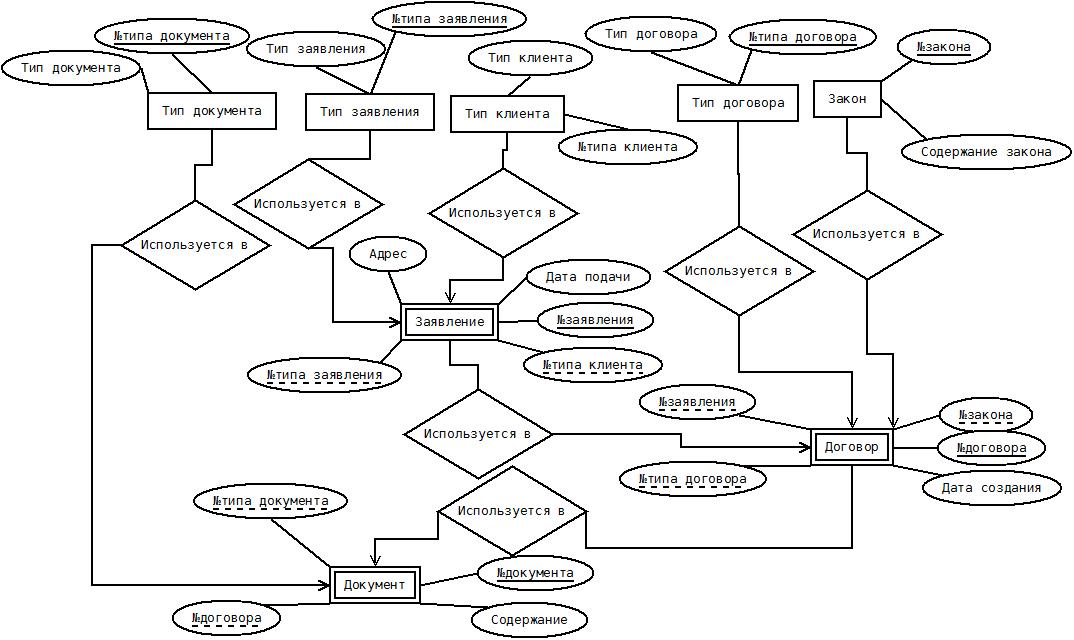 №типа заявления
№типа документа
Тип заявления
Тип договора
№типа договора
№закона
Тип документа
Тип клиента
Тип документа
Тип заявления
Тип клиента
Тип договора
Закон
№типа клиента
Содержание закона
Используется в
Используется в
Используется в
Используется в
Используется в
Адрес
Дата подачи
Заявление
№заявления
№типа клиента
№типа заявления
№заявления
№закона
Используется в
Договор
№договора
№типа договора
Дата создания
№типа документа
Используется в
Документ
№документа
№договора
Содержание